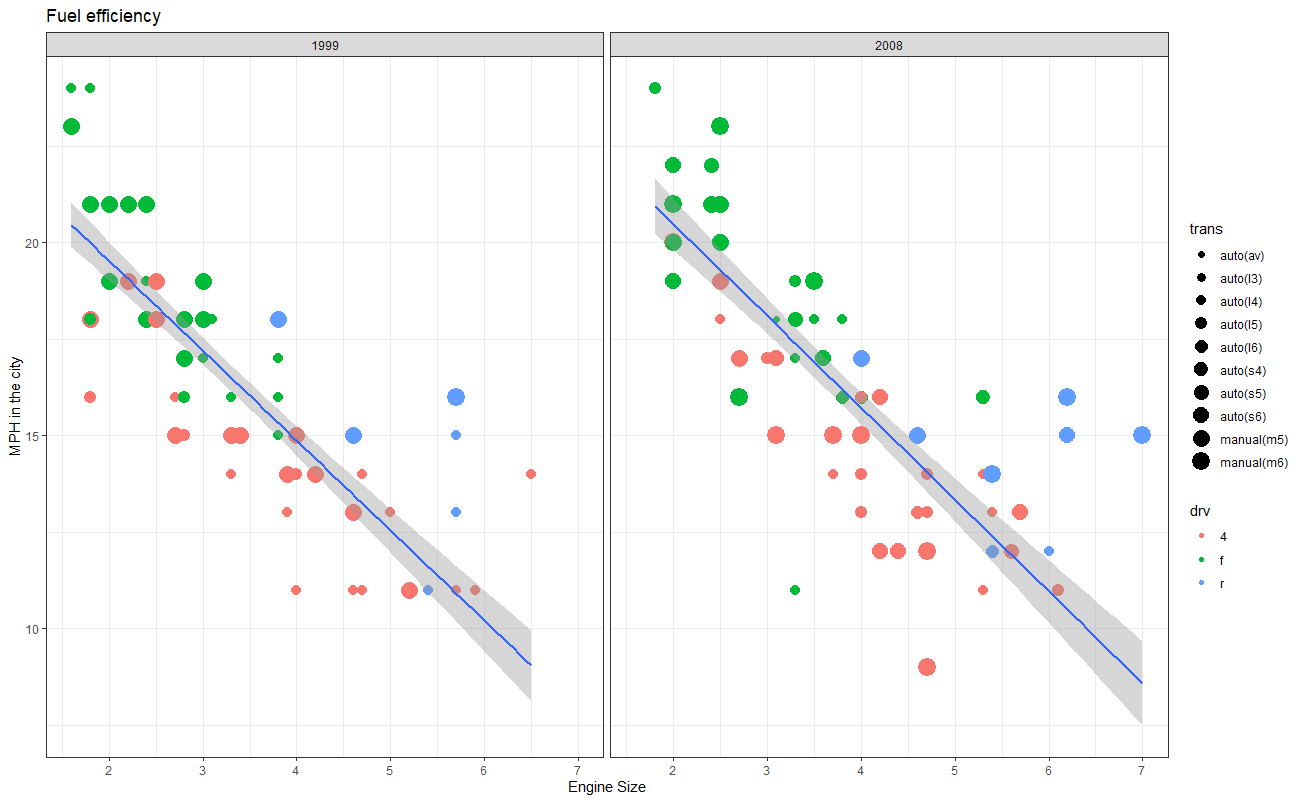 Fuel efficiency
1999
2008
MPH in the city
20
15
10
2 3 4 5 6 7
2 3 4 5 6 7
Engine Size
trans
auto(av)
auto(l3)
auto(l4)
auto(l5)
auto(l6)
auto(s4)
auto(s5)
auto(s6)
manual(m5)
manual(m6)
drv
4
f
r